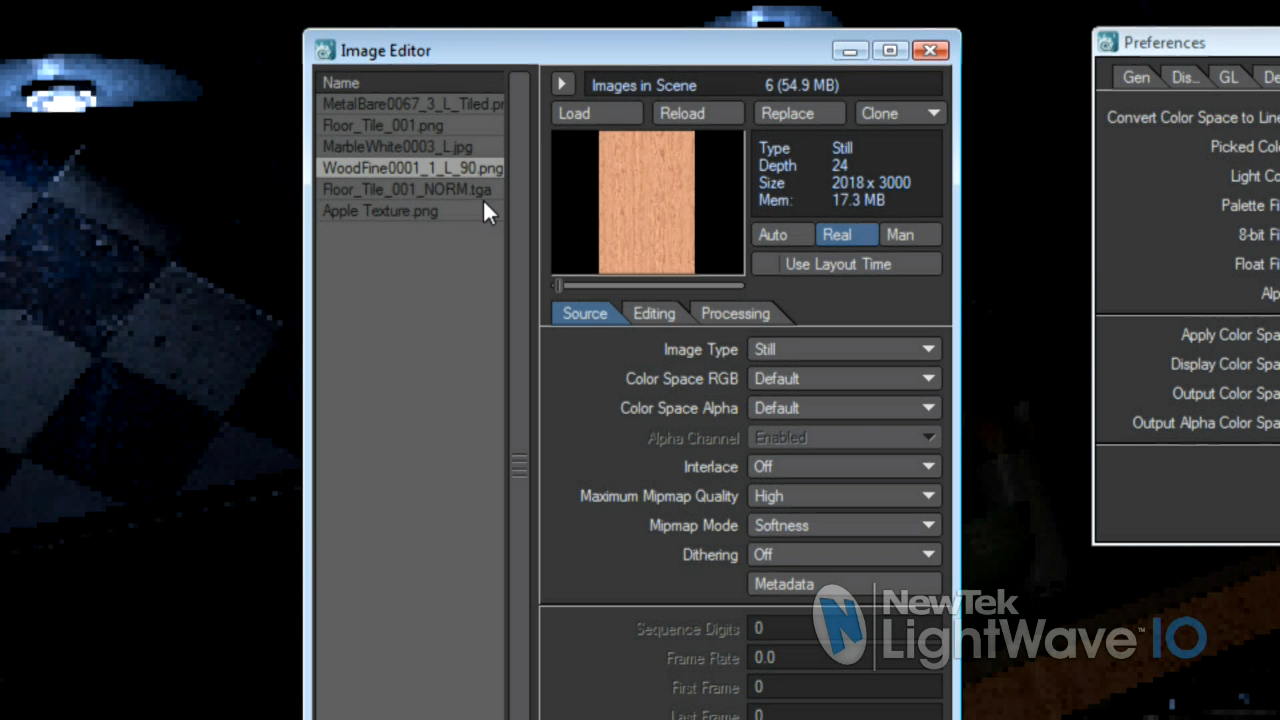 Image Editor
Name
MetalBare0067_3_L_Tiled.pr
Floor_Tile_001.png
MarbleWhite0003_L.jpg
WoodFine0001_1_L_90.png
Floor_Tile_001_NORM.tga
Apple Texture.png
Images in Scene 6 (54.9 MB)
Load Reload Replace Clone
Type Still
Depth 24
Size 2018 x 3000
Mem: 17.3 MB
Auto Real Man
Use Layout Time
Source Editing Processing
Image Type Still
Color Space RGB Default
Color Space Alpha Default
Alpha Channel Enabled
Interlace Off
Maximum Mipmap Quality High
Mipmap Mode Softness
Dithering Off
Metadata
Sequence Digits 0
Frame Rate 0.0
First Frame 0
Last Frame 0
Preferences
Gen Dis... GL De
Convert Color Space to Line
Picked Colo
Light Co
Palette Fi
8-bit Fi
Float Fi
Alp
Apply Color Spa
Display Color Spa
Output Color Spa
Output Alpha Color Spa
NewTek
LightWave™ 10